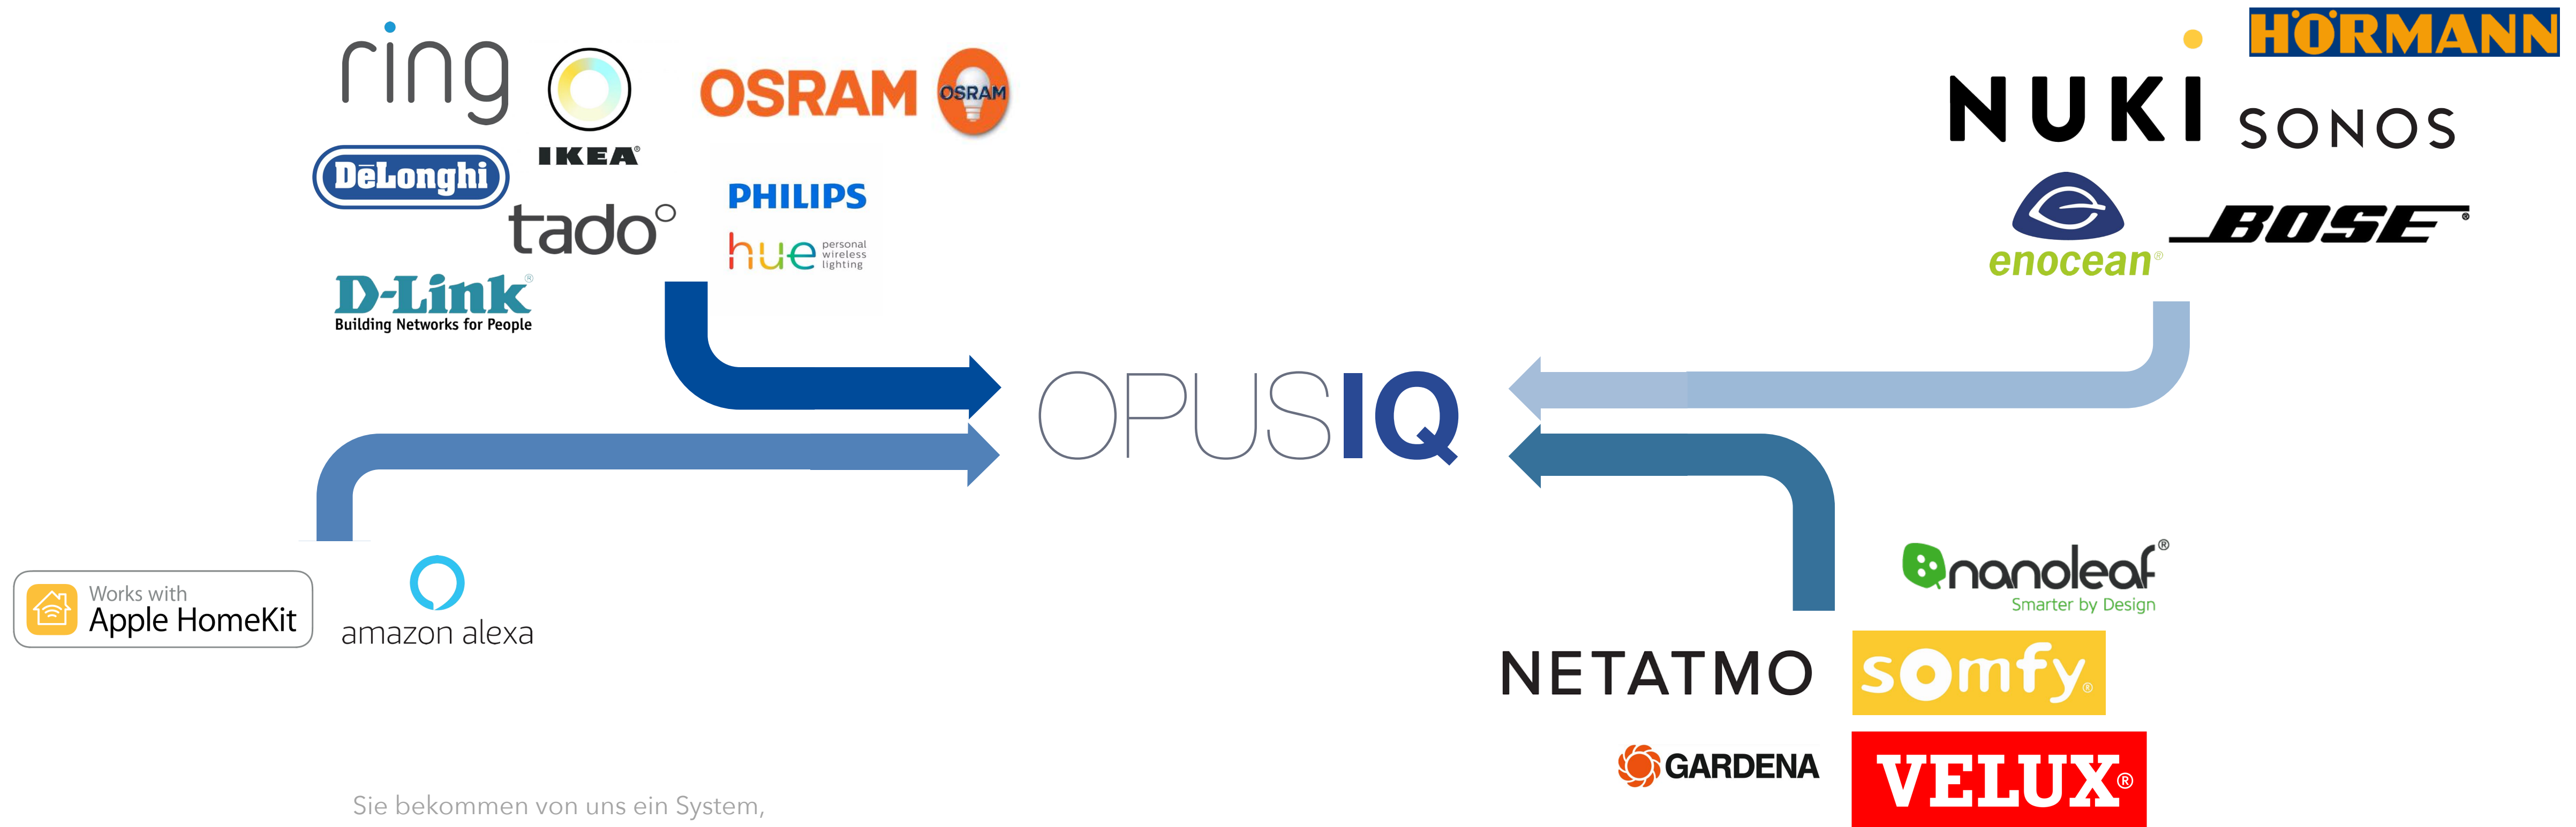 ring
IKEA®
OSRAM
OSRAM
DēLonghi
tado°
PHILIPS
hue personal
wireless
lighting
D-Link®
Building Networks for People
HÖRMANN
NUKI
SONOS
enocean®
BOSE®
OPUSIQ
Works with
Apple HomeKit
amazon alexa
nanoleaf®
Smarter by Design
NETATMO
somfy®
GARDENA
VELUX®
Sie bekommen von uns ein System,